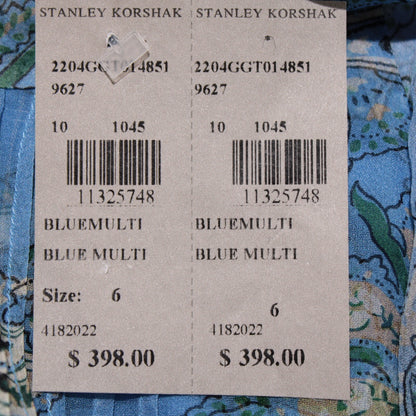 STANLEY KORSHAK
2204GGT014851
9627
10 1045
11325748
BLUEMULTI
BLUE MULTI
Size: 6
4182022
$ 398.00
STANLEY KORSHAK
2204GGT014851
9627
10 1045
11325748
BLUEMULTI
BLUE MULTI
6
4182022
$ 398.00